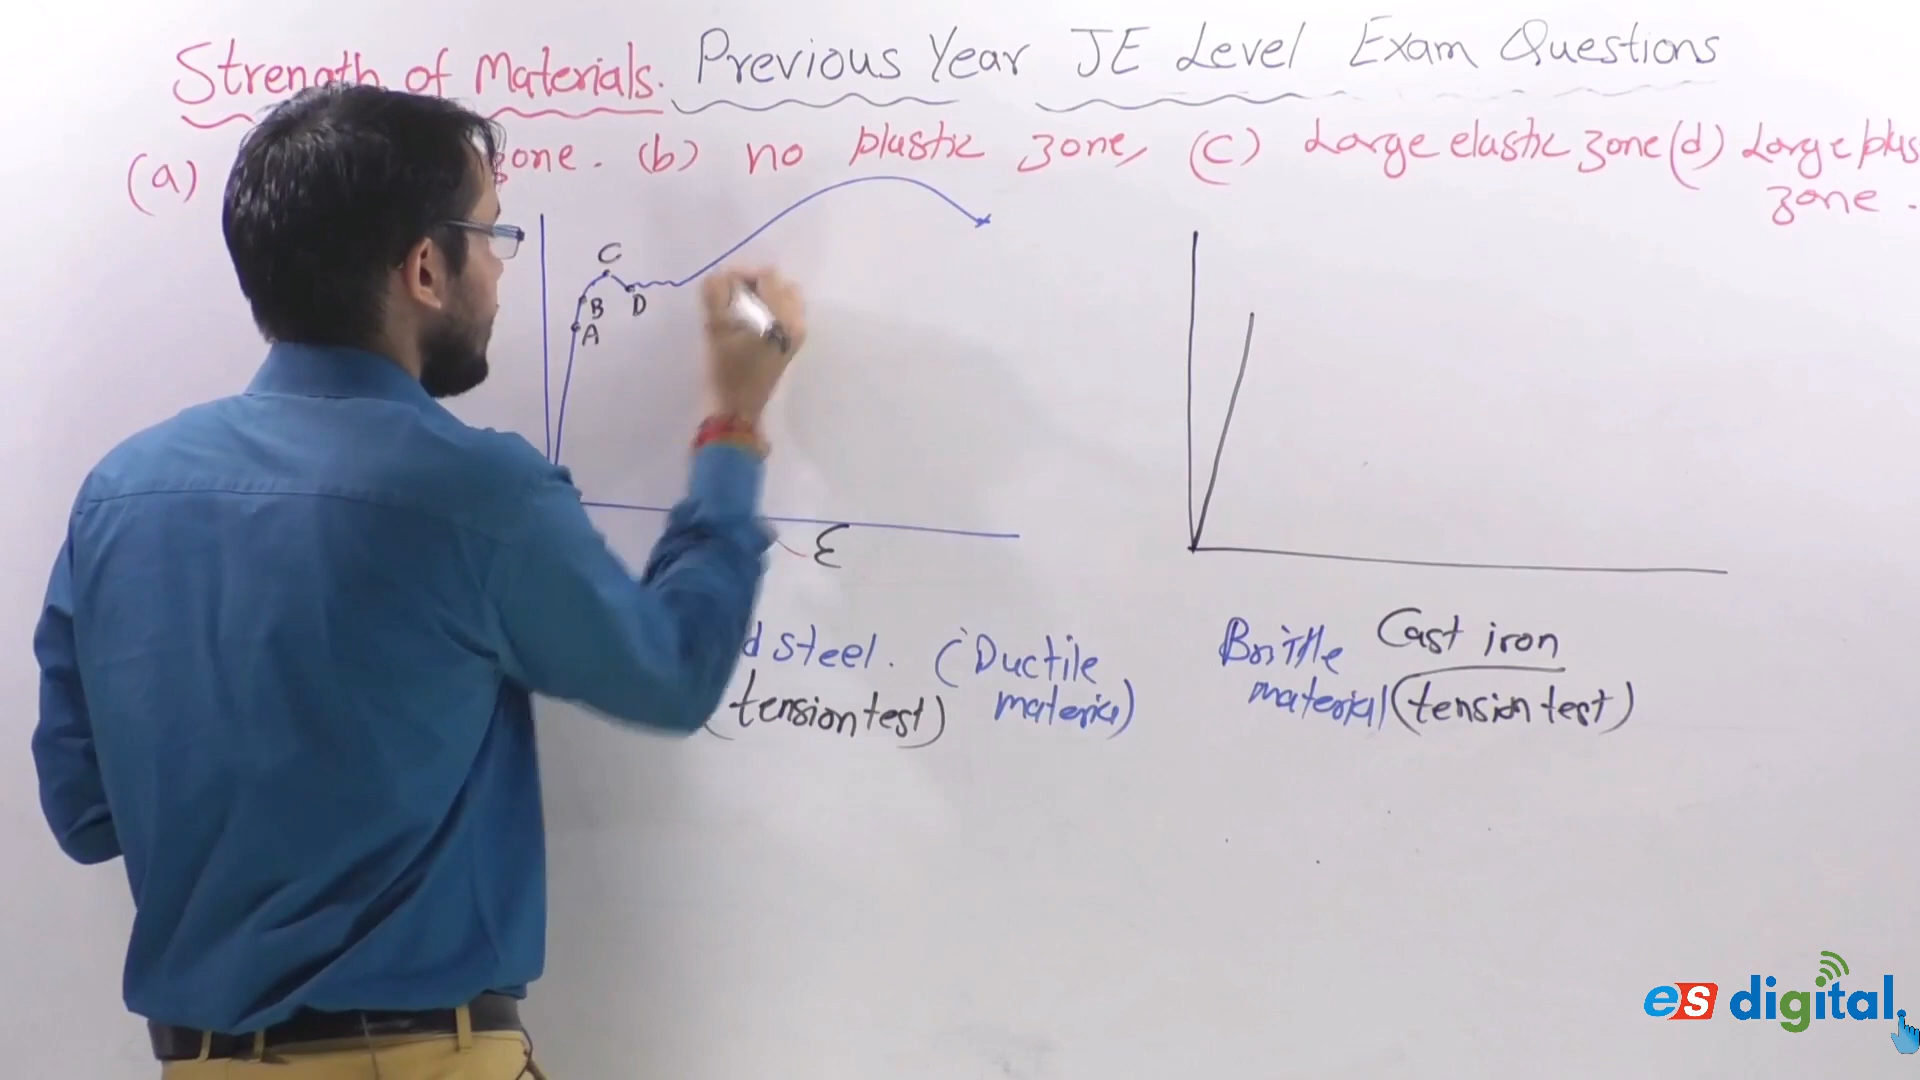 Strength of Materials. Previous Year JE Level Exam Questions
(a) zone. (b) no plastic zone, (c) Large elastic zone (d) Large plas
zone.
C
B
D
A
ε
d steel. (Ductile
(tension test) material)
Brittle Cast iron
material (tension test)
es digital.